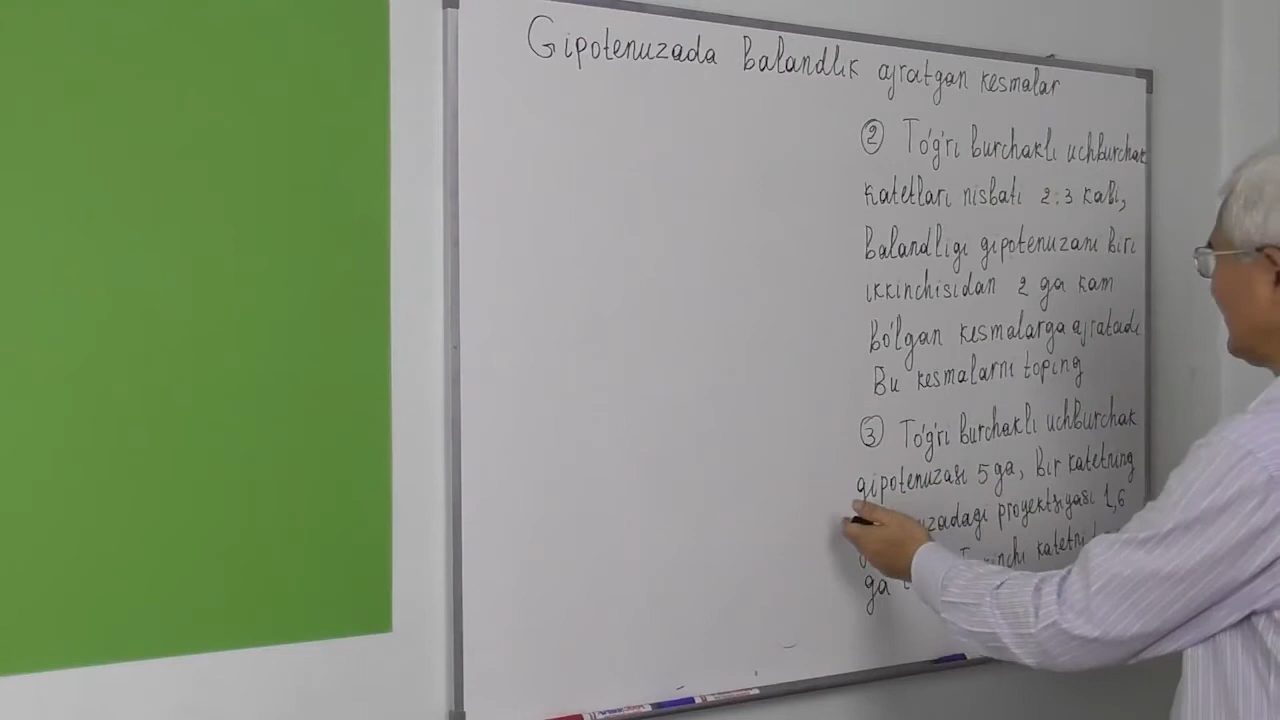 Gipotenuzada balandlik ajratgan kesmalar
② To'g'ri burchakli uchburchak
katetlari nisbati 2:3 kabi,
balandligi gipotenuzani biri
ikkinchisidan 2 ga kam
bo'lgan kesmalarga ajratadi
Bu kesmalarni toping
③ To'g'ri burchakli uchburchak
gipotenuzasi 5 ga, bir katetning
proyektsiyasi 1,6
ga